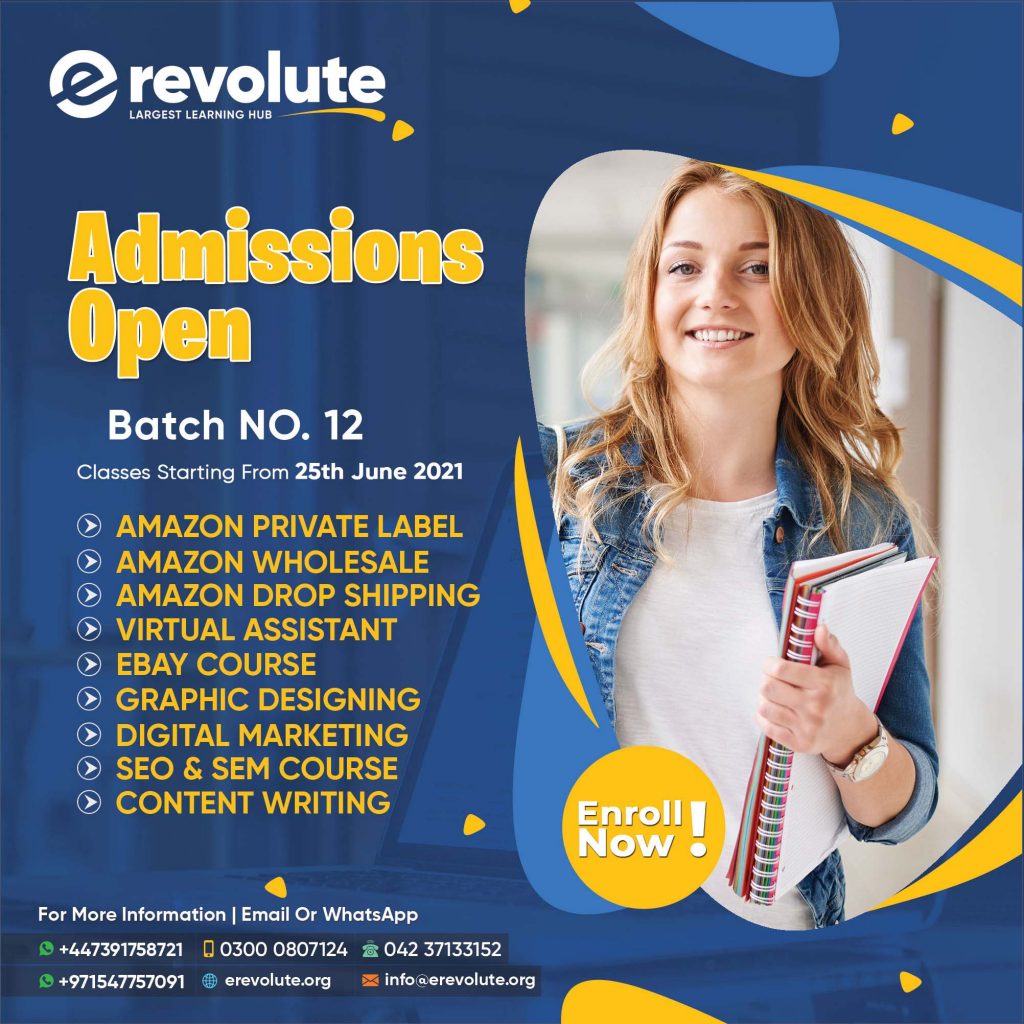 e revolute
LARGEST LEARNING HUB
Admissions
Open
Batch NO. 12
Classes Starting From 25th June 2021
AMAZON PRIVATE LABEL
AMAZON WHOLESALE
AMAZON DROP SHIPPING
VIRTUAL ASSISTANT
EBAY COURSE
GRAPHIC DESIGNING
DIGITAL MARKETING
SEO & SEM COURSE
CONTENT WRITING
Enroll
Now !
For More Information | Email Or WhatsApp
+447391758721 0300 0807124 042 37133152
+971547757091 erevolute.org info@erevolute.org